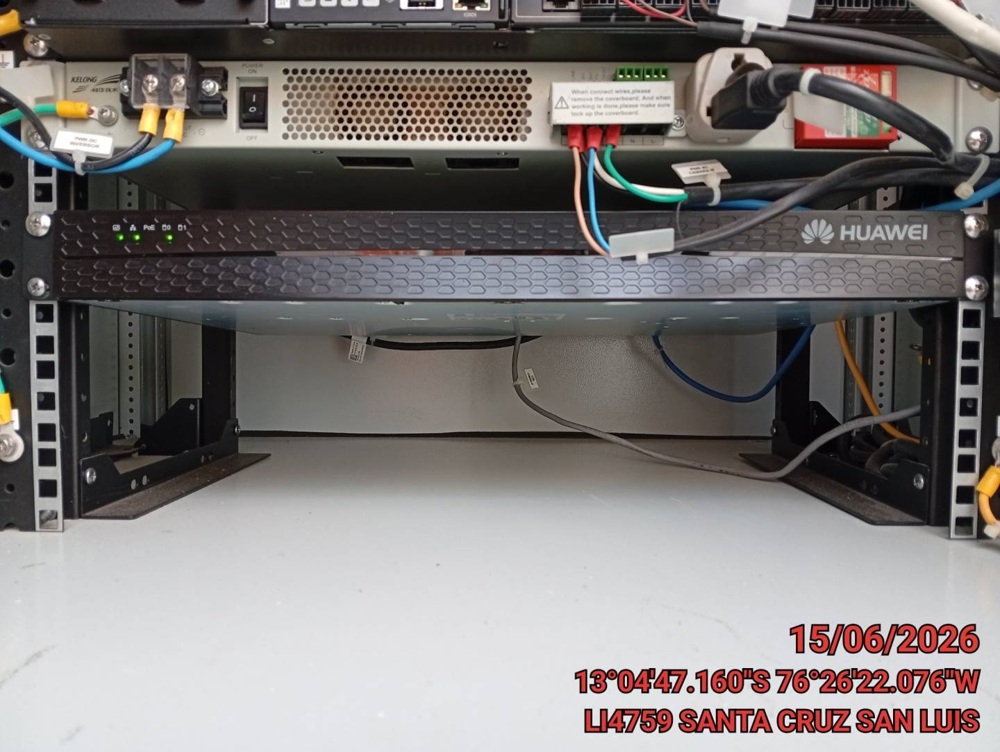 KELONG
POWER
ON
OFF
When connect wires,please
remove the coverboard; And when
working is done,please make sure
lock up the coverboard.
N L
PWR DC
INVERSOR
PWR AC
PoE 0 1
HUAWEI
15/06/2026
13°04'47.160"S 76°26'22.076"W
LI4759 SANTA CRUZ SAN LUIS